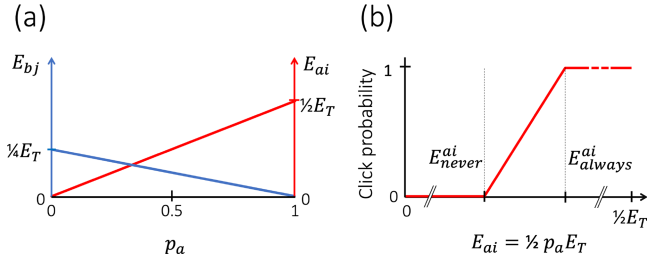 (a)
E_bj
E_ai
½E_T
¼E_T
0
0
0
0.5
1
p_a
(b)
Click probability
1
0
E^ai_never
E^ai_always
0
½E_T
E_ai = ½ p_a E_T